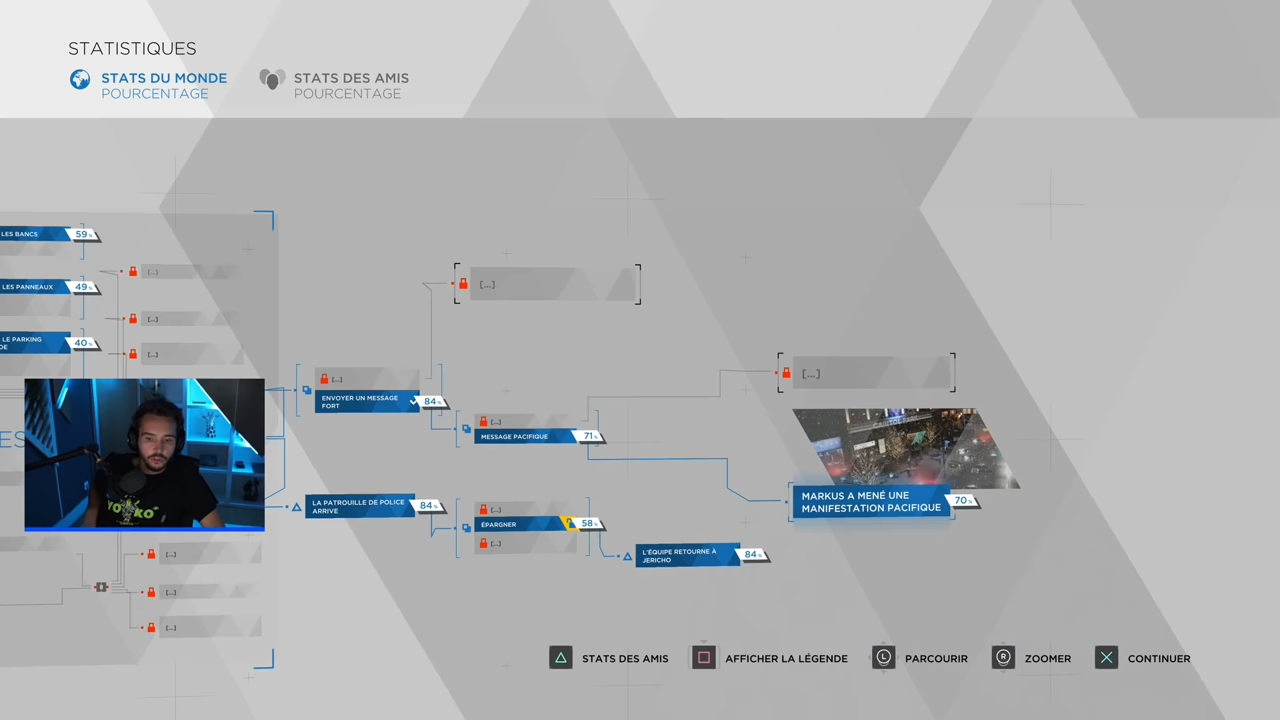 STATISTIQUES
STATS DU MONDE
POURCENTAGE
STATS DES AMIS
POURCENTAGE
LES BANCS
59%
LES PANNEAUX
49%
LE PARKING
DE
40%
[...]
[...]
[...]
[...]
[...]
ENVOYER UN MESSAGE
FORT
84%
[...]
MESSAGE PACIFIQUE
71%
[...]
MARKUS A MENÉ UNE
MANIFESTATION PACIFIQUE
70%
LA PATROUILLE DE POLICE
ARRIVE
84%
[...]
ÉPARGNER
58%
[...]
L'ÉQUIPE RETOURNE À
JERICHO
84%
ES
[...]
[...]
[...]
STATS DES AMIS
AFFICHER LA LÉGENDE
L
PARCOURIR
R
ZOOMER
CONTINUER